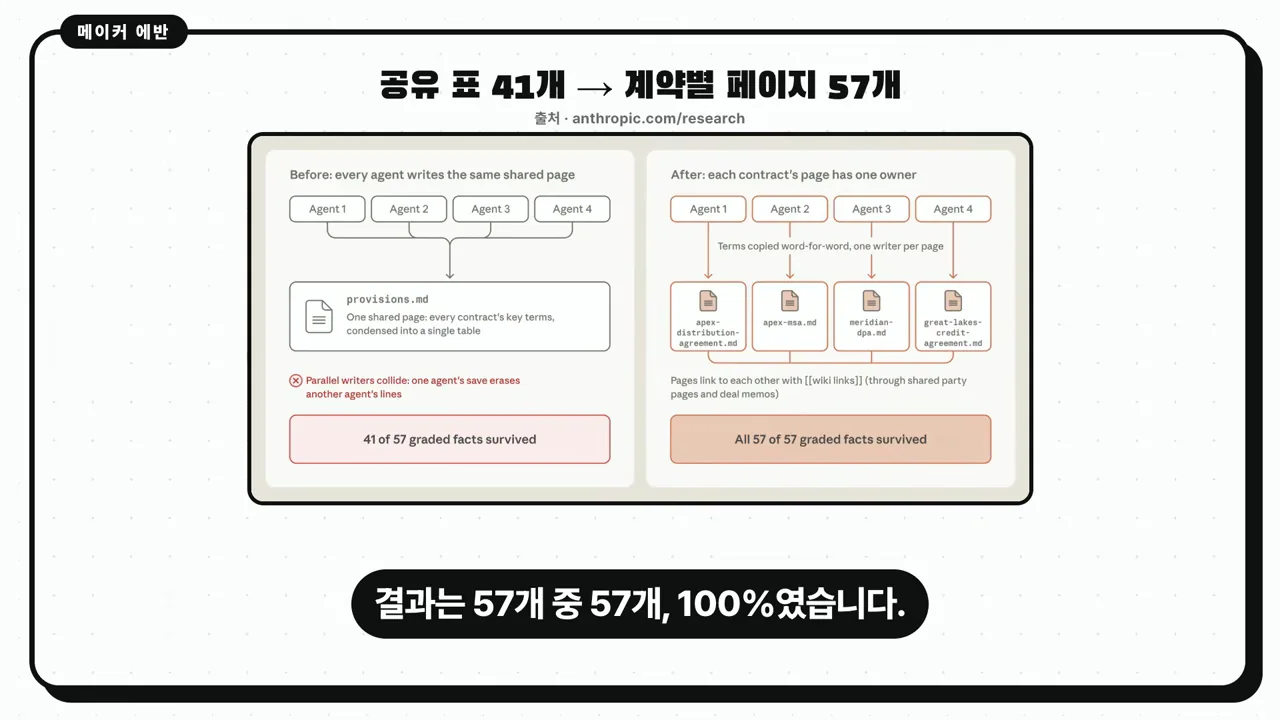 메이커 에반
공유 표 41개 → 계약별 페이지 57개
출처 · anthropic.com/research
Before: every agent writes the same shared page
Agent 1
Agent 2
Agent 3
Agent 4
provisions.md
One shared page: every contract's key terms,
condensed into a single table
Parallel writers collide: one agent's save erases
another agent's lines
41 of 57 graded facts survived
After: each contract's page has one owner
Agent 1
Agent 2
Agent 3
Agent 4
Terms copied word-for-word, one writer per page
apex-
distribution-
agreement.md
apex-msa.md
meridian-
dpa.md
great-lakes-
credit-
agreement.md
Pages link to each other with [[wiki links]] (through shared party
pages and deal memos)
All 57 of 57 graded facts survived
결과는 57개 중 57개, 100%였습니다.